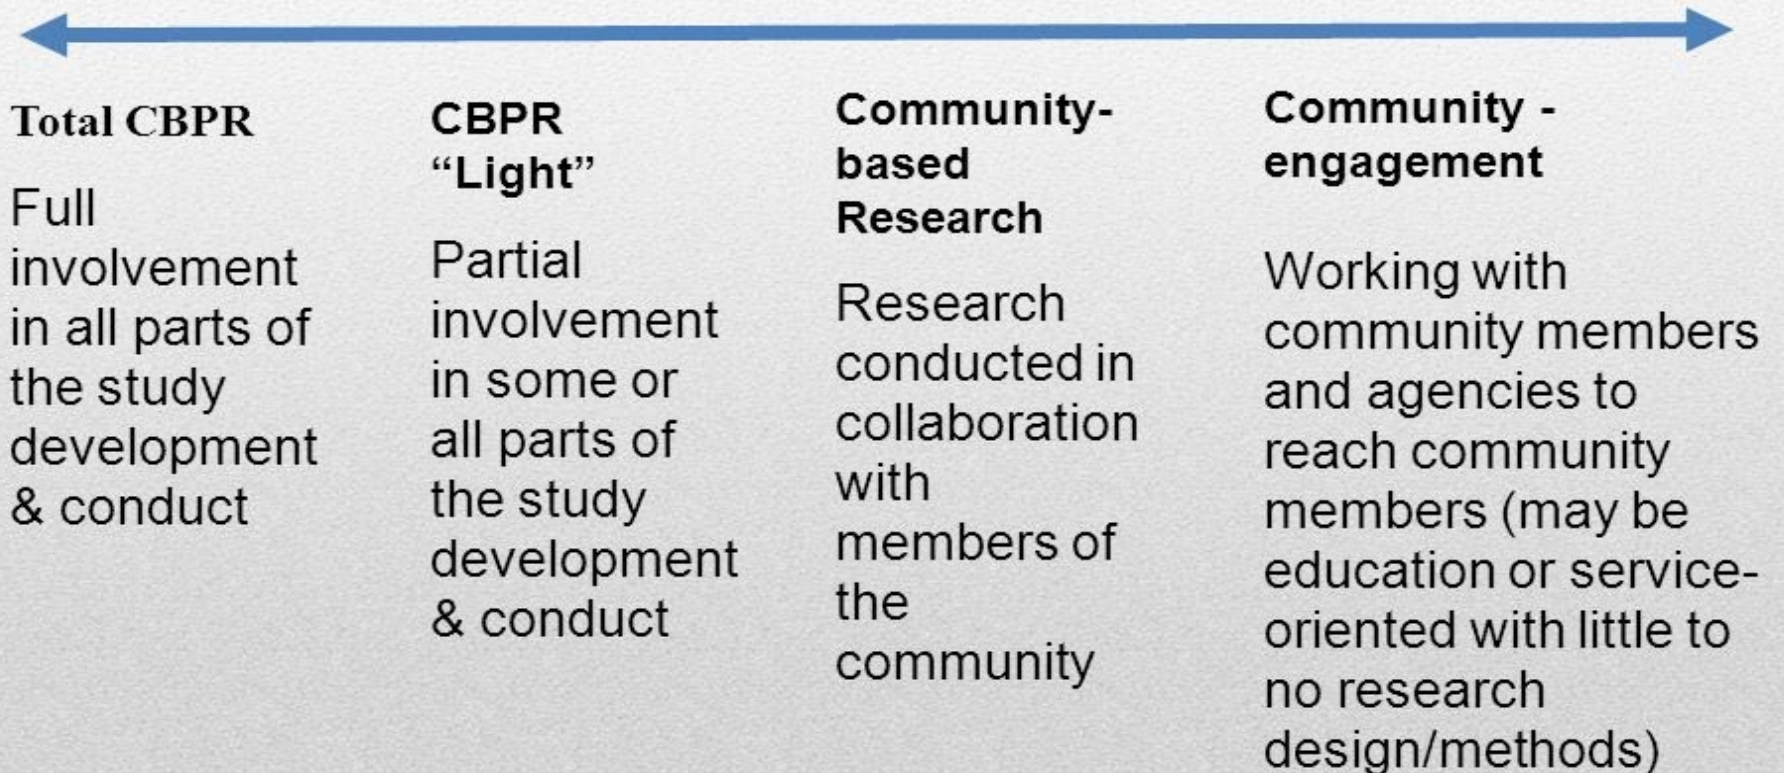 Total CBPR
Full
involvement
in all parts of
the study
development
& conduct
CBPR
“Light”
Partial
involvement
in some or
all parts of
the study
development
& conduct
Community-
based
Research
Research
conducted in
collaboration
with
members of
the
community
Community -
engagement
Working with
community members
and agencies to
reach community
members (may be
education or service-
oriented with little to
no research
design/methods)